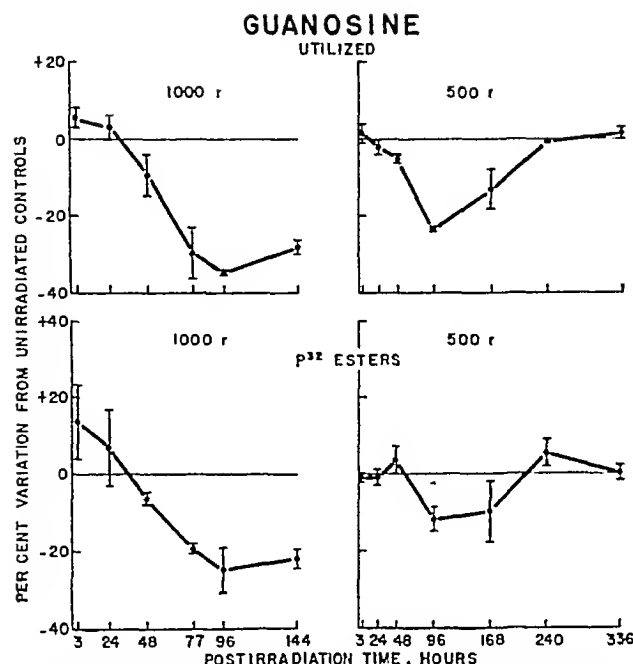 GUANOSINE
UTILIZED
+20
1000 r
500 r
0
-20
-40
PER CENT VARIATION FROM UNIRRADIATED CONTROLS
+40
1000 r
500 r
P³² ESTERS
+20
0
-20
-40
3 24 48 77 96 144
3 24 48 96 168 240 336
POSTIRRADIATION TIME, HOURS